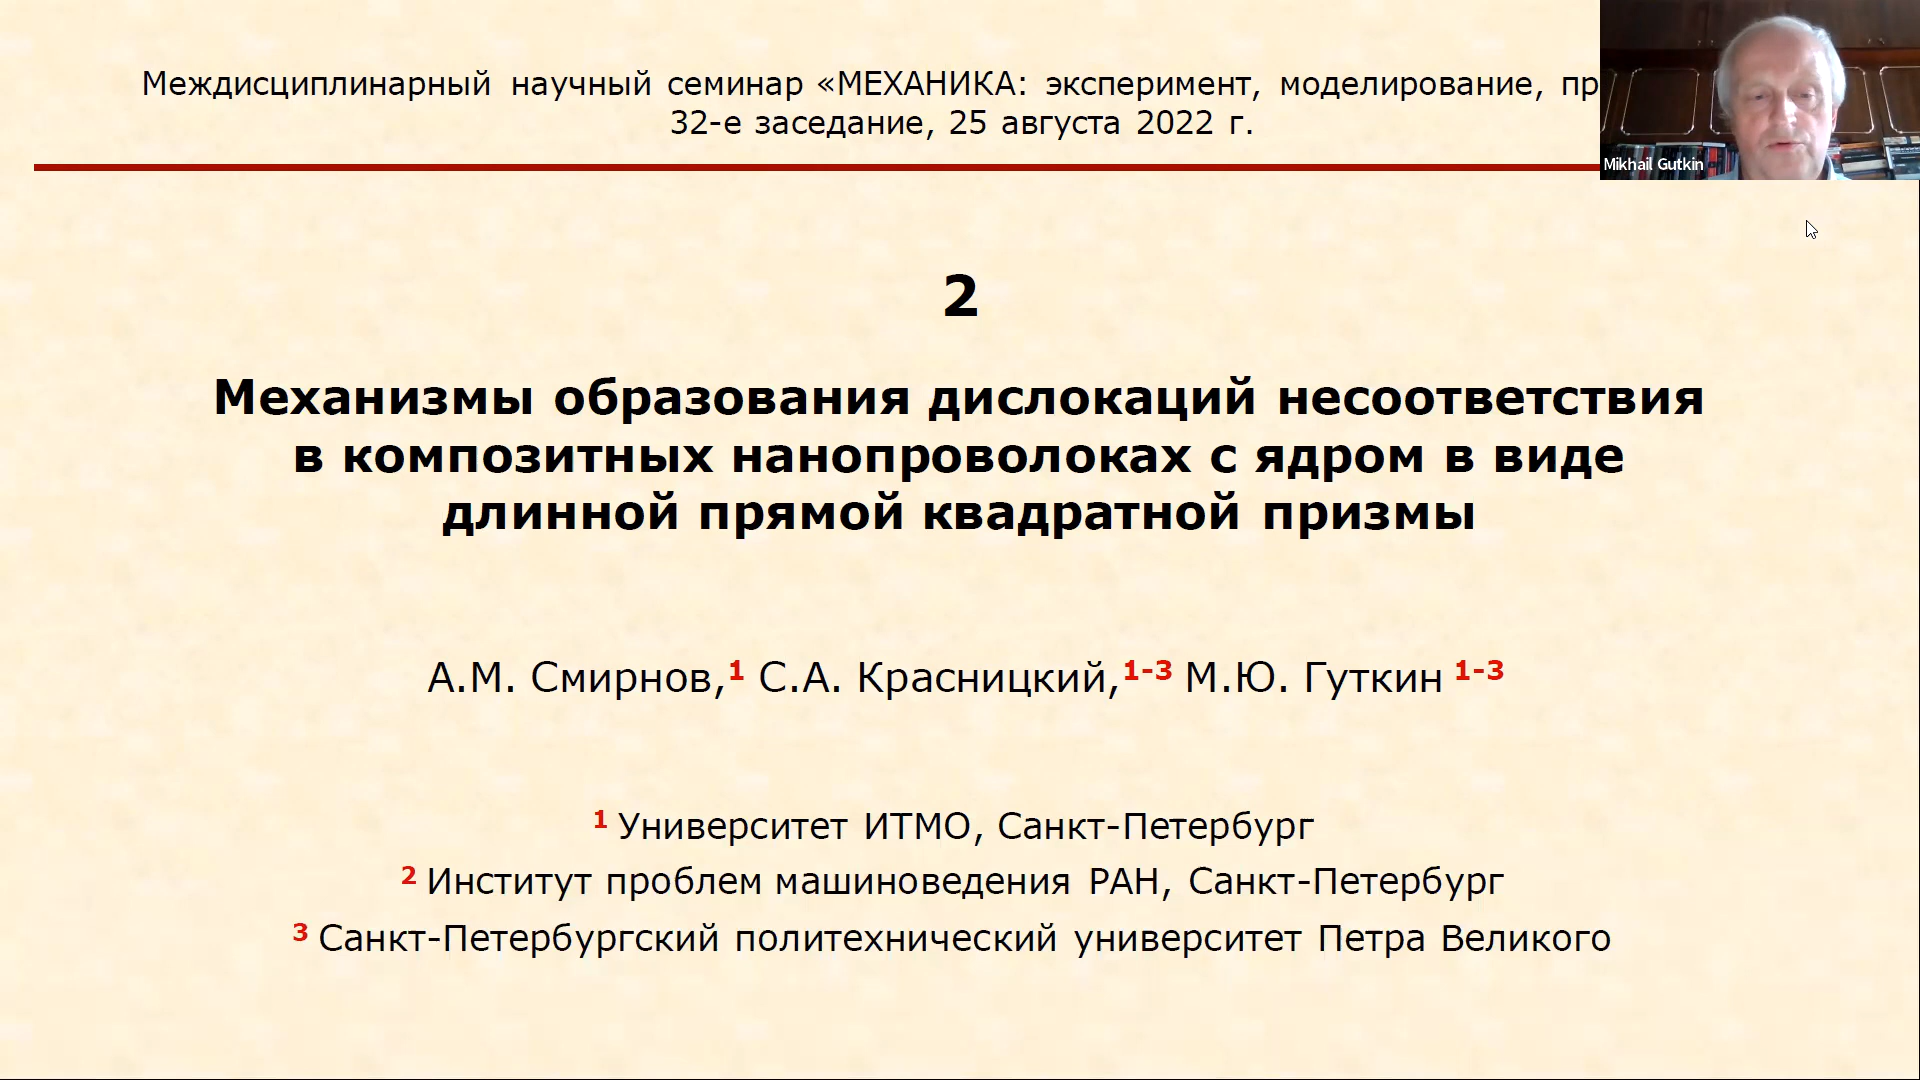 Междисциплинарный научный семинар «МЕХАНИКА: эксперимент, моделирование, пр
32-е заседание, 25 августа 2022 г.
Mikhail Gutkin
2
Механизмы образования дислокаций несоответствия
в композитных нанопроволоках с ядром в виде
длинной прямой квадратной призмы
А.М. Смирнов,1 С.А. Красницкий,1-3 М.Ю. Гуткин 1-3
1 Университет ИТМО, Санкт-Петербург
2 Институт проблем машиноведения РАН, Санкт-Петербург
3 Санкт-Петербургский политехнический университет Петра Великого